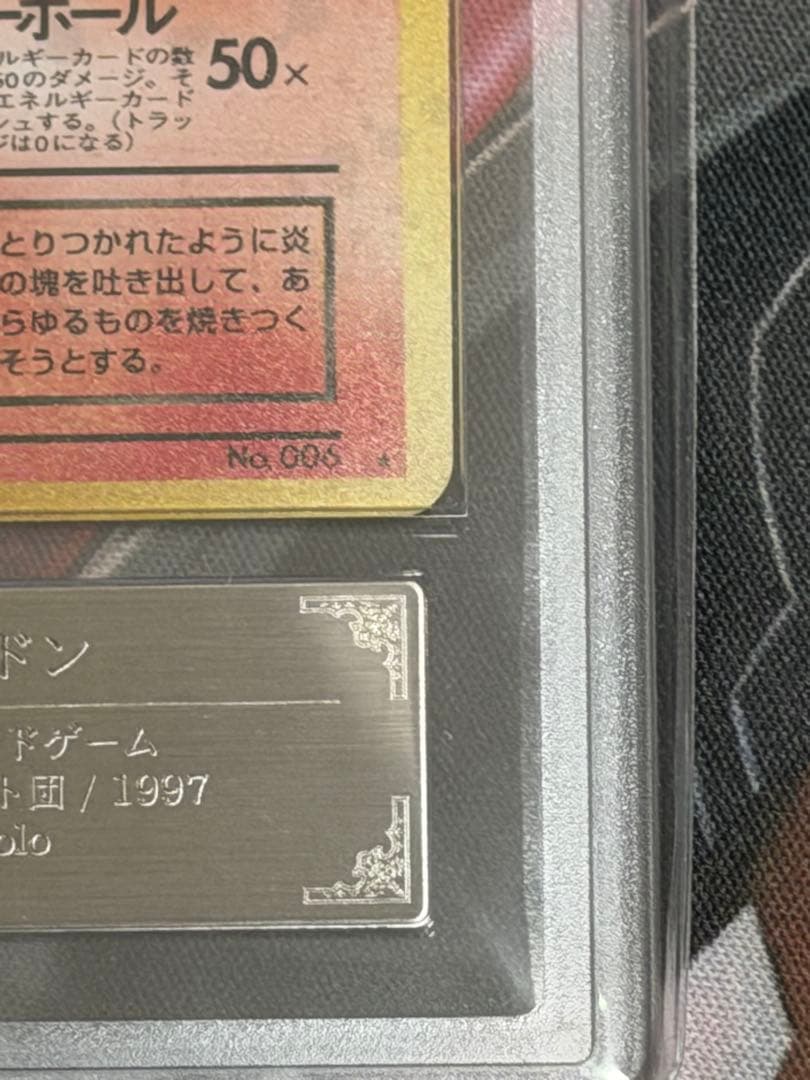 ーボール
ルギーカードの数
50のダメージ。そ
エネルギーカード
シュする。(トラッ
ジは0になる)
50×
とりつかれたように炎
の塊を吐き出して、あ
らゆるものを焼きつく
そうとする。
No. 006 ★
ドン
ドゲーム
ト団 / 1997
olo